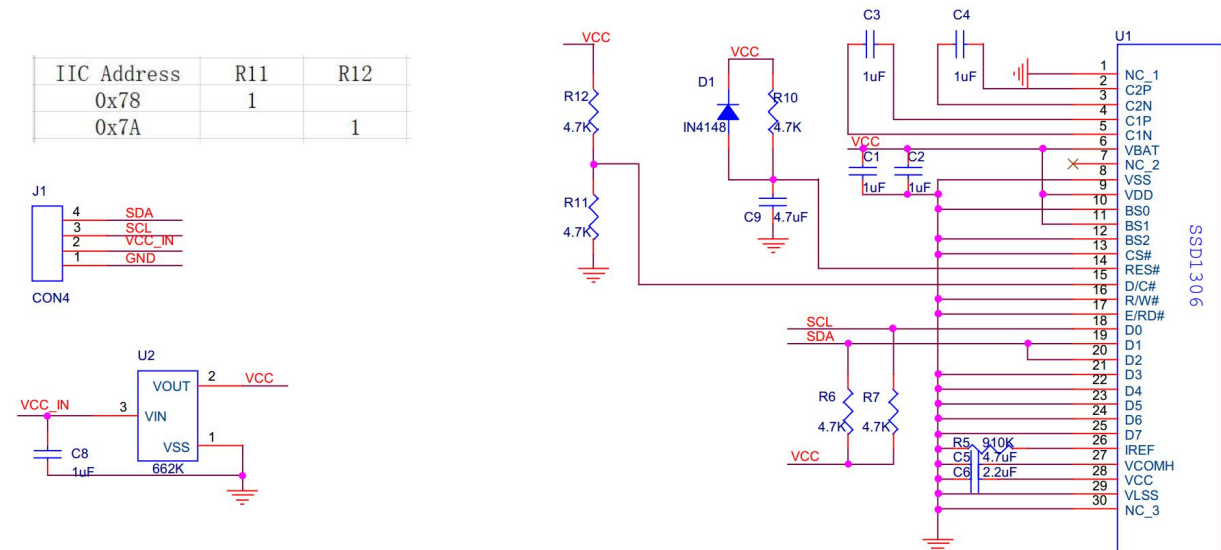 IIC Address R11 R12
0x78 1
0x7A 1
J1
4 SDA
3 SCL
2 VCC_IN
1 GND
CON4
U2
VCC_IN 3 VIN
VOUT 2 VCC
VSS 1
662K
C8
1uF
VCC
R12
4.7K
R11
4.7K
VCC
D1
IN4148
R10
4.7K
C9 4.7uF
C3
1uF
C4
1uF
VCC
C1
1uF
C2
1uF
SCL
SDA
R6
4.7K
R7
4.7K
VCC
R5 910K
C5 4.7uF
C6 2.2uF
U1
1 NC_1
2 C2P
3 C2N
4 C1P
5 C1N
6 VBAT
7 NC_2
8 VSS
9 VDD
10 BS0
11 BS1
12 BS2
13 CS#
14 RES#
15 D/C#
16 R/W#
17 E/RD#
18 D0
19 D1
20 D2
21 D3
22 D4
23 D5
24 D6
25 D7
26 IREF
27 VCOMH
28 VCC
29 VLSS
30 NC_3
SSD1306